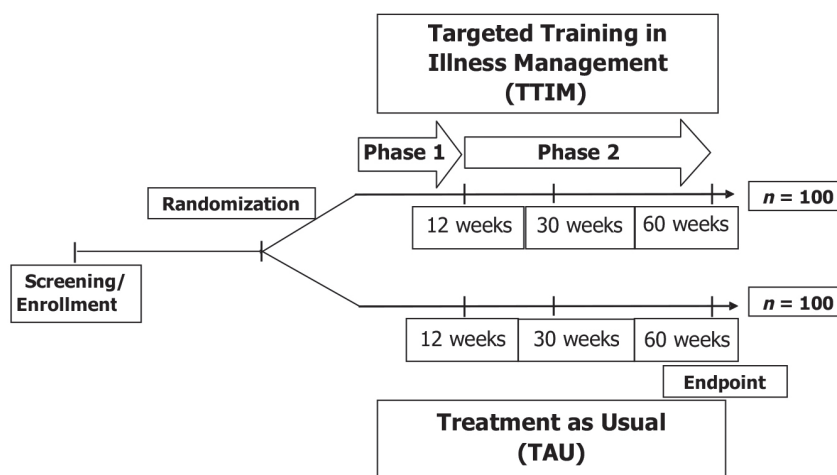 Targeted Training in
Illness Management
(TTIM)
Phase 1
Phase 2
Randomization
n = 100
12 weeks
30 weeks
60 weeks
Screening/
Enrollment
n = 100
12 weeks
30 weeks
60 weeks
Endpoint
Treatment as Usual
(TAU)